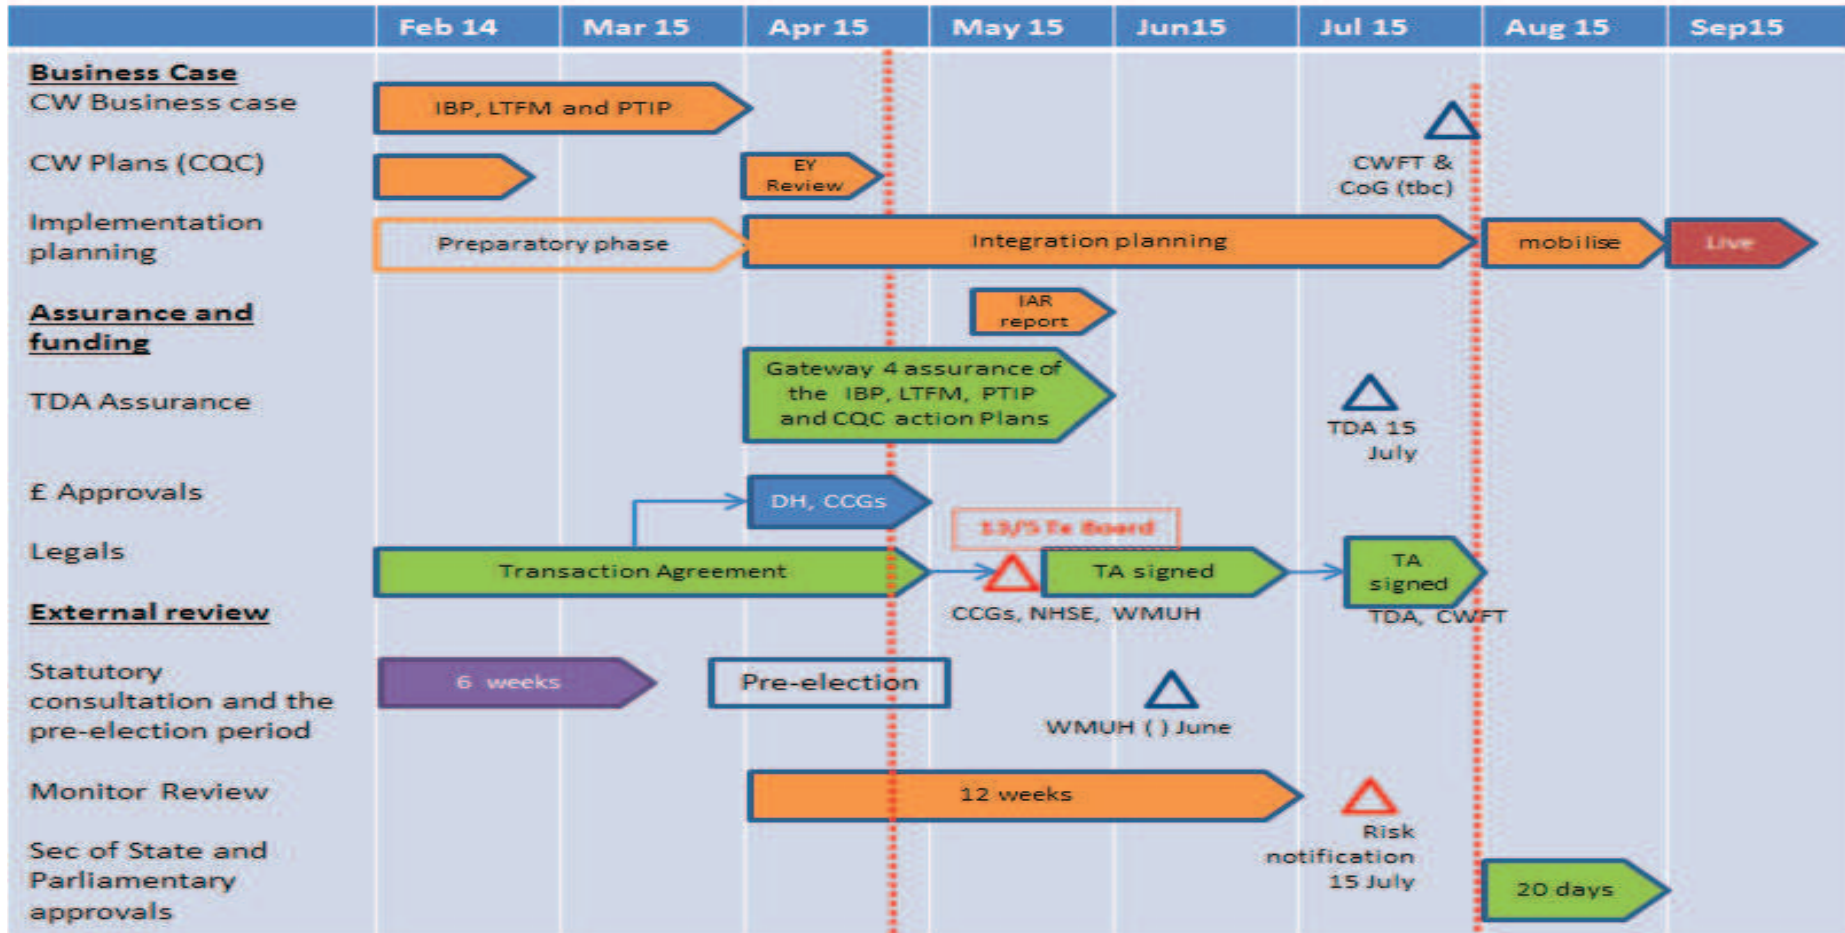 Feb 14 Mar 15 Apr 15 May 15 Jun15 Jul 15 Aug 15 Sep15
Business Case
CW Business case
IBP, LTFM and PTIP
CWFT &
CoG (tbc)
CW Plans (CQC)
EY
Review
Implementation
planning
Preparatory phase
Integration planning
mobilise
Live
Assurance and
funding
IAR
report
TDA Assurance
Gateway 4 assurance of
the IBP, LTFM, PTIP
and CQC action Plans
TDA 15
July
£ Approvals
DH, CCGs
13/5 Ex Board
Legals
Transaction Agreement
TA signed
CCGs, NHSE, WMUH
TA
signed
TDA, CWFT
External review
Statutory
consultation and the
pre-election period
6 weeks
Pre-election
WMUH ( ) June
Monitor Review
12 weeks
Risk
notification
15 July
Sec of State and
Parliamentary
approvals
20 days